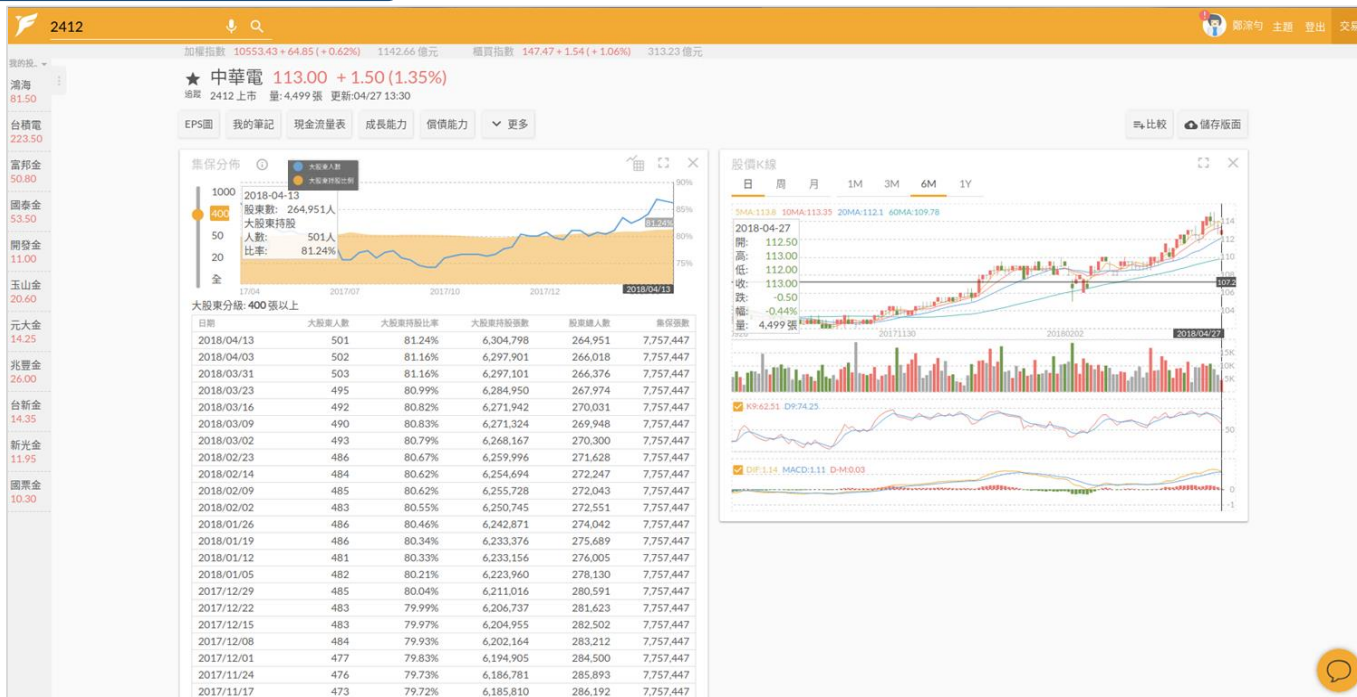 2412
鄭淙勻 主題 登出 交易
加權指數 10553.43 + 64.85 ( + 0.62%) 1142.66 億元 櫃買指數 147.47 + 1.54 ( + 1.06%) 313.23 億元
我的投..
鴻海
81.50
台積電
223.50
富邦金
50.80
國泰金
53.50
開發金
11.00
玉山金
20.60
元大金
14.25
兆豐金
26.00
台新金
14.35
新光金
11.95
國票金
10.30
★ 中華電 113.00 + 1.50 (1.35%)
追蹤 2412 上市 量: 4,499 張 更新:04/27 13:30
EPS圖 我的筆記 現金流量表 成長能力 償債能力 更多 比較 儲存版面
集保分佈
大股東人數
大股東持股比例
1000
400
50
20
全
2018-04-13
股東數: 264,951人
大股東持股
人數: 501人
比率: 81.24%
90%
85%
81.24%
80%
75%
17/04 2017/07 2017/10 2017/12 2018/04/13
大股東分級: 400 張以上
日期 大股東人數 大股東持股比率 大股東持股張數 股東總人數 集保張數
2018/04/13 501 81.24% 6,304,798 264,951 7,757,447
2018/04/03 502 81.16% 6,297,901 266,018 7,757,447
2018/03/31 503 81.16% 6,297,101 266,376 7,757,447
2018/03/23 495 80.99% 6,284,950 267,974 7,757,447
2018/03/16 492 80.82% 6,271,942 270,031 7,757,447
2018/03/09 490 80.83% 6,271,324 269,948 7,757,447
2018/03/02 493 80.79% 6,268,167 270,300 7,757,447
2018/02/23 486 80.67% 6,259,996 271,628 7,757,447
2018/02/14 484 80.62% 6,254,694 272,247 7,757,447
2018/02/09 485 80.62% 6,255,728 272,043 7,757,447
2018/02/02 483 80.55% 6,250,745 272,551 7,757,447
2018/01/26 486 80.46% 6,242,871 274,042 7,757,447
2018/01/19 486 80.34% 6,233,376 275,689 7,757,447
2018/01/12 481 80.33% 6,233,156 276,005 7,757,447
2018/01/05 482 80.21% 6,223,960 278,130 7,757,447
2017/12/29 485 80.04% 6,211,016 280,591 7,757,447
2017/12/22 483 79.99% 6,206,737 281,623 7,757,447
2017/12/15 483 79.97% 6,204,955 282,502 7,757,447
2017/12/08 484 79.93% 6,202,164 283,212 7,757,447
2017/12/01 477 79.83% 6,194,905 284,500 7,757,447
2017/11/24 476 79.73% 6,186,781 285,893 7,757,447
2017/11/17 473 79.72% 6,185,810 286,192 7,757,447
股價K線
日 周 月 1M 3M 6M 1Y
5MA:113.8 10MA:113.35 20MA:112.1 60MA:109.78
2018-04-27
開: 112.50
高: 113.00
低: 112.00
收: 113.00
跌: -0.50
幅: -0.44%
量: 4,499 張
114
112
110
108
107.2
106
104
20171130 20180202 2018/04/27
15K
10K
5K
K9:62.51 D9:74.25
50
DIF:1.14 MACD:1.11 D-M:0.03
0
-1